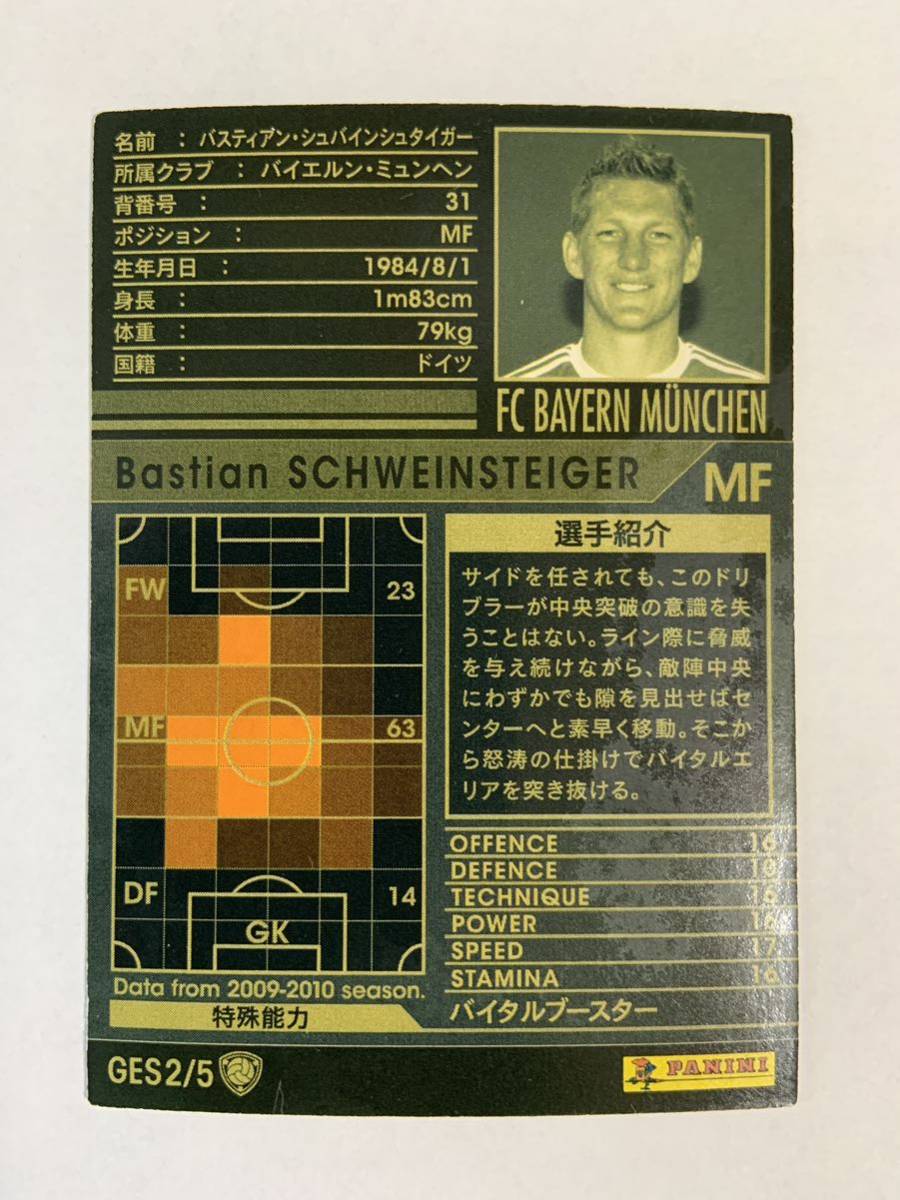 名前 : バスティアン・シュバインシュタイガー
所属クラブ : バイエルン・ミュンヘン
背番号 : 31
ポジション : MF
生年月日 : 1984/8/1
身長 : 1m83cm
体重 : 79kg
国籍 : ドイツ
FC BAYERN MÜNCHEN
Bastian SCHWEINSTEIGER
MF
FW 23
MF 63
DF 14
GK
Data from 2009-2010 season.
選手紹介
サイドを任されても、このドリ
ブラーが中央突破の意識を失
うことはない。ライン際に脅威
を与え続けながら、敵陣中央
にわずかでも隙を見出せばセ
ンターへと素早く移動。そこか
ら怒涛の仕掛けでバイタルエ
リアを突き抜ける。
OFFENCE 16
DEFENCE
TECHNIQUE 16
POWER
SPEED 17
STAMINA 16
特殊能力
バイタルブースター
GES2/5
PANINI